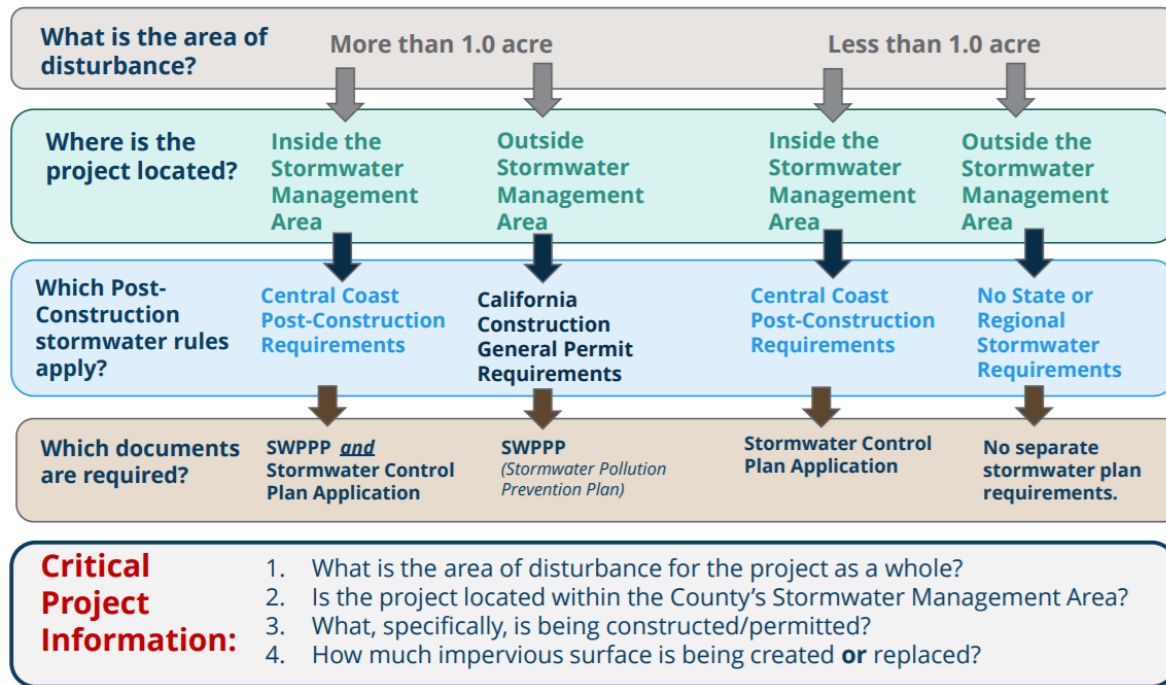 What is the area of
disturbance?
More than 1.0 acre
Less than 1.0 acre
Where is the
project located?
Inside the
Stormwater
Management
Area
Outside
Stormwater
Management
Area
Inside the
Stormwater
Management
Area
Outside the
Stormwater
Management
Area
Which Post-
Construction
stormwater rules
apply?
Central Coast
Post-Construction
Requirements
California
Construction
General Permit
Requirements
Central Coast
Post-Construction
Requirements
No State or
Regional
Stormwater
Requirements
Which documents
are required?
SWPPP and
Stormwater Control
Plan Application
SWPPP
(Stormwater Pollution
Prevention Plan)
Stormwater Control
Plan Application
No separate
stormwater plan
requirements.
Critical
Project
Information:
1. What is the area of disturbance for the project as a whole?
2. Is the project located within the County's Stormwater Management Area?
3. What, specifically, is being constructed/permitted?
4. How much impervious surface is being created or replaced?